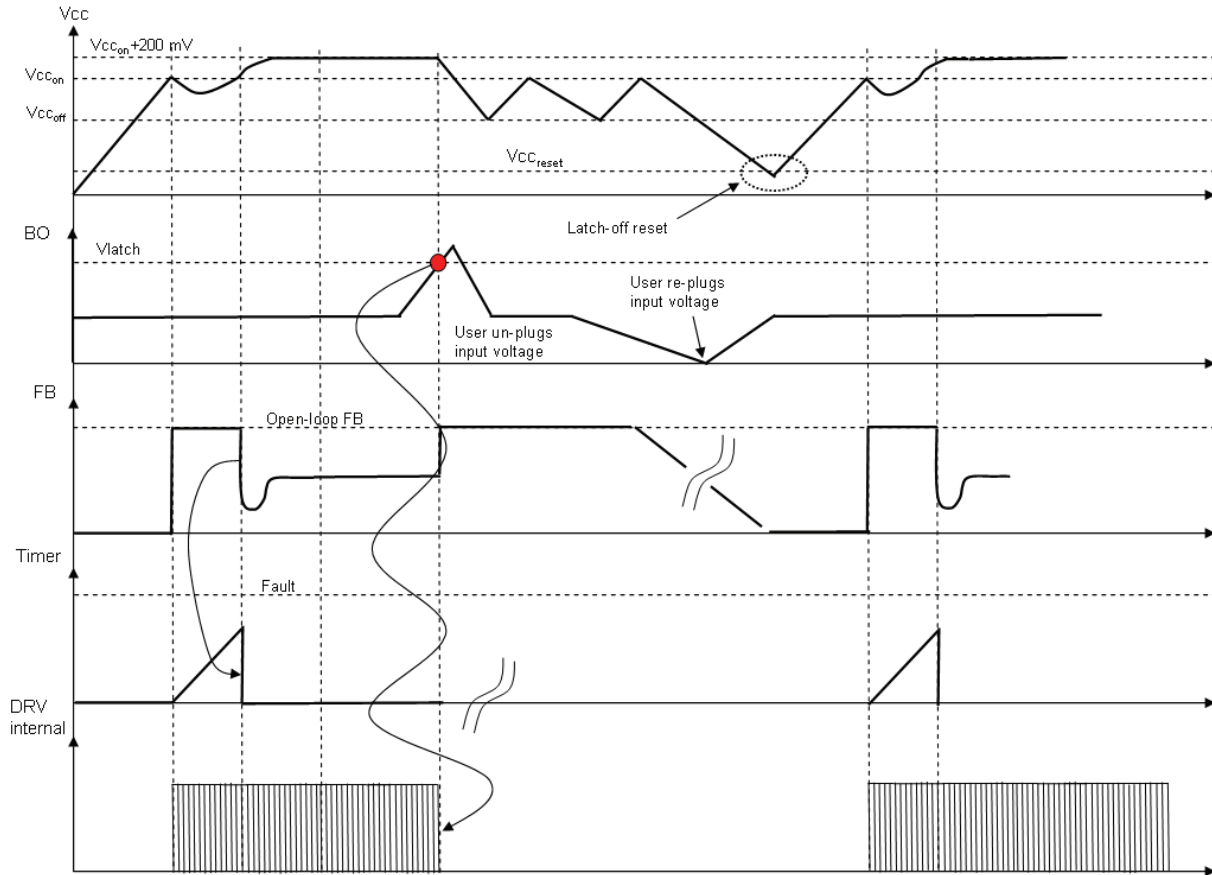 Vcc
Vcc_on+200 mV
Vcc_on
Vcc_off
Vcc_reset
Latch-off reset
BO
Vlatch
User re-plugs
input voltage
User un-plugs
input voltage
FB
Open-loop FB
Timer
Fault
DRV
internal